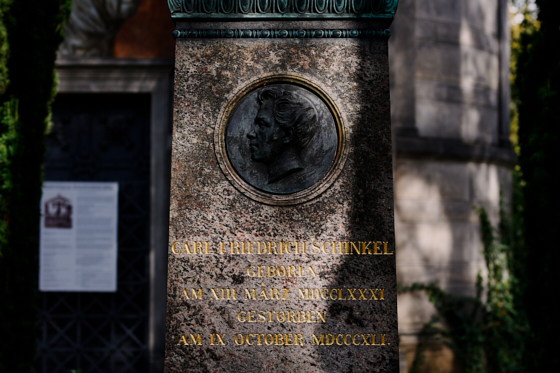 CARL FRIEDRICH SCHINKEL
GEBOREN
AM XIII MÄRZ MDCCLXXXI
GESTORBEN
AM IX OCTOBER MDCCCXLI.